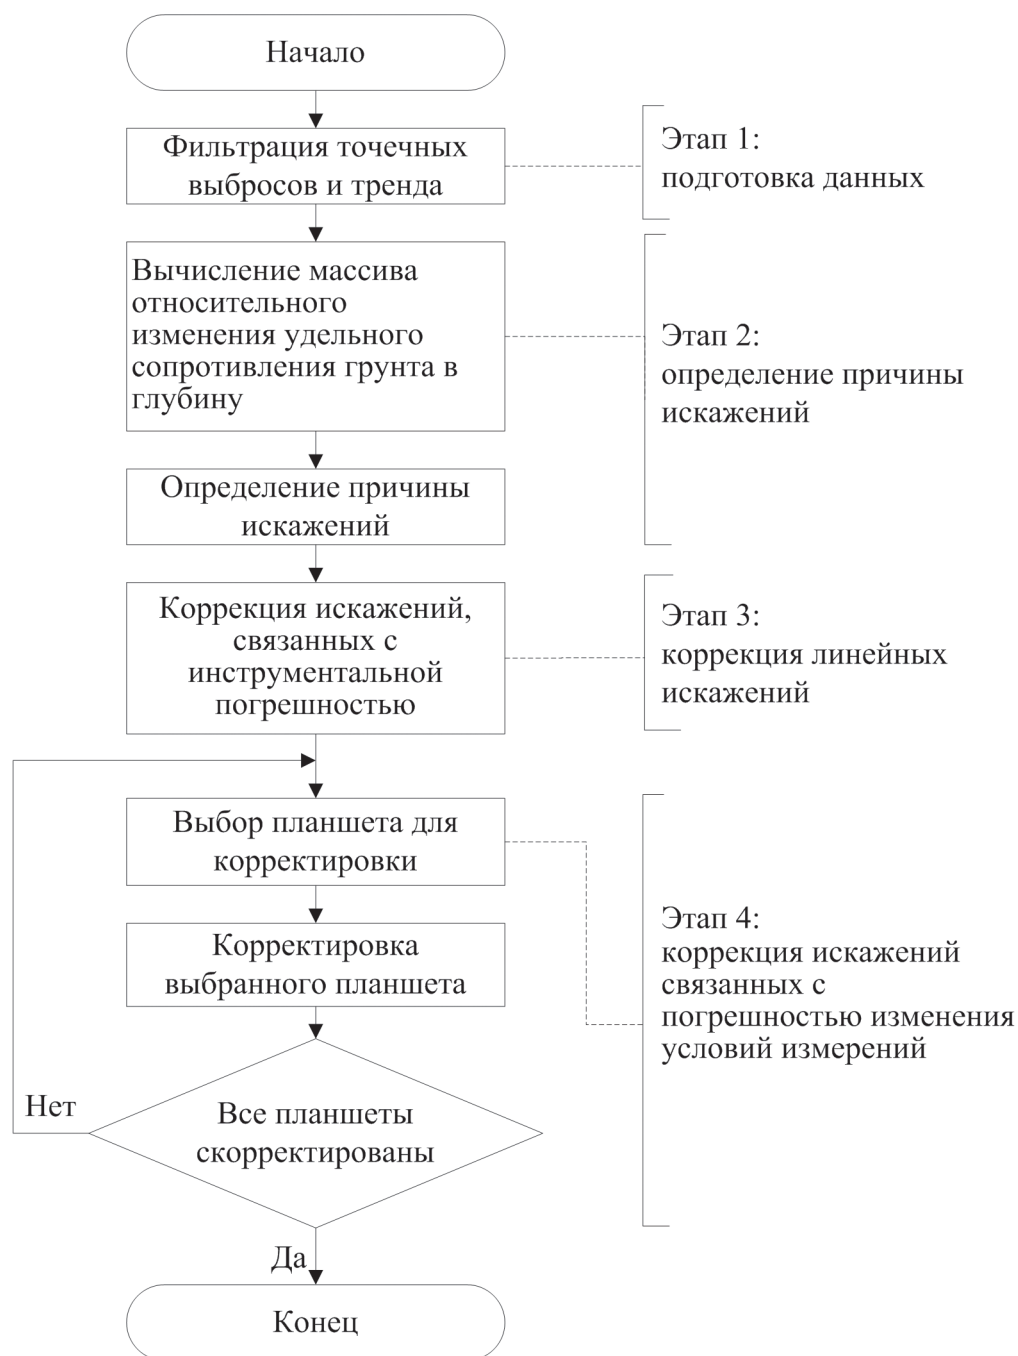 Начало
Фильтрация точечных
выбросов и тренда
Этап 1:
подготовка данных
Вычисление массива
относительного
изменения удельного
сопротивления грунта в
глубину
Этап 2:
определение причины
искажений
Определение причины
искажений
Коррекция искажений,
связанных с
инструментальной
погрешностью
Этап 3:
коррекция линейных
искажений
Выбор планшета для
корректировки
Корректировка
выбранного планшета
Этап 4:
коррекция искажений
связанных с
погрешностью изменения
условий измерений
Нет
Все планшеты
скорректированы
Да
Конец